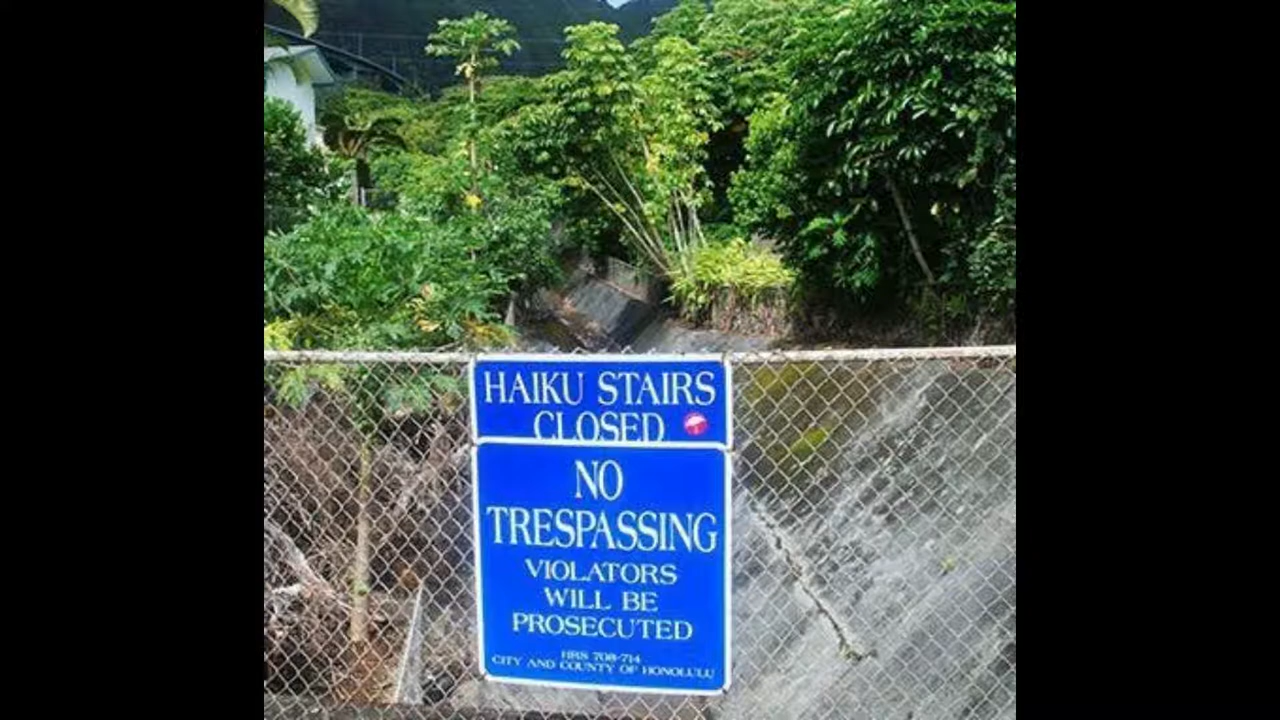 HAIKU STAIRS
CLOSED
NO
TRESPASSING
VIOLATORS
WILL BE
PROSECUTED
HRS 708-714
CITY AND COUNTY OF HONOLULU